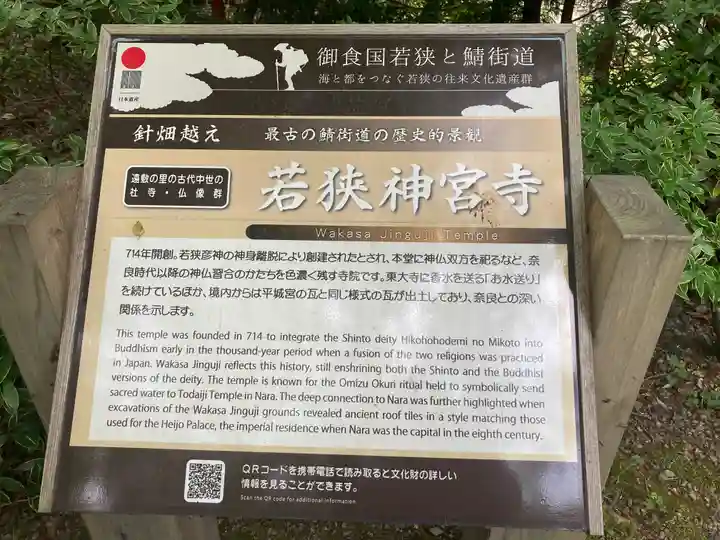 御食国若狭と鯖街道
海と都をつなぐ若狭の往来文化遺産群
日本遺産
針畑越え 最古の鯖街道の歴史的景観
遠敷の里の古代中世の
社寺・仏像群
若狭神宮寺
Wakasa Jinguji Temple
714年開創。若狭彦神の神身離脱により創建されたとされ、本堂に神仏双方を祀るなど、奈
良時代以降の神仏習合のかたちを色濃く残す寺院です。東大寺に香水を送る「お水送り」
を続けているほか、境内からは平城宮の瓦と同じ様式の瓦が出土しており、奈良との深い
関係を示します。
This temple was founded in 714 to integrate the Shinto deity Hikohohodemi no Mikoto into
Buddhism early in the thousand-year period when a fusion of the two religions was practiced
in Japan. Wakasa Jinguji reflects this history, still enshrining both the Shinto and the Buddhist
versions of the deity. The temple is known for the Omizu Okuri ritual held to symbolically send
sacred water to Todaiji Temple in Nara. The deep connection to Nara was further highlighted when
excavations of the Wakasa Jinguji grounds revealed ancient roof tiles in a style matching those
used for the Heijo Palace, the imperial residence when Nara was the capital in the eighth century.
QRコードを携帯電話で読み取ると文化財の詳しい
情報を見ることができます。
Scan the QR code for additional information